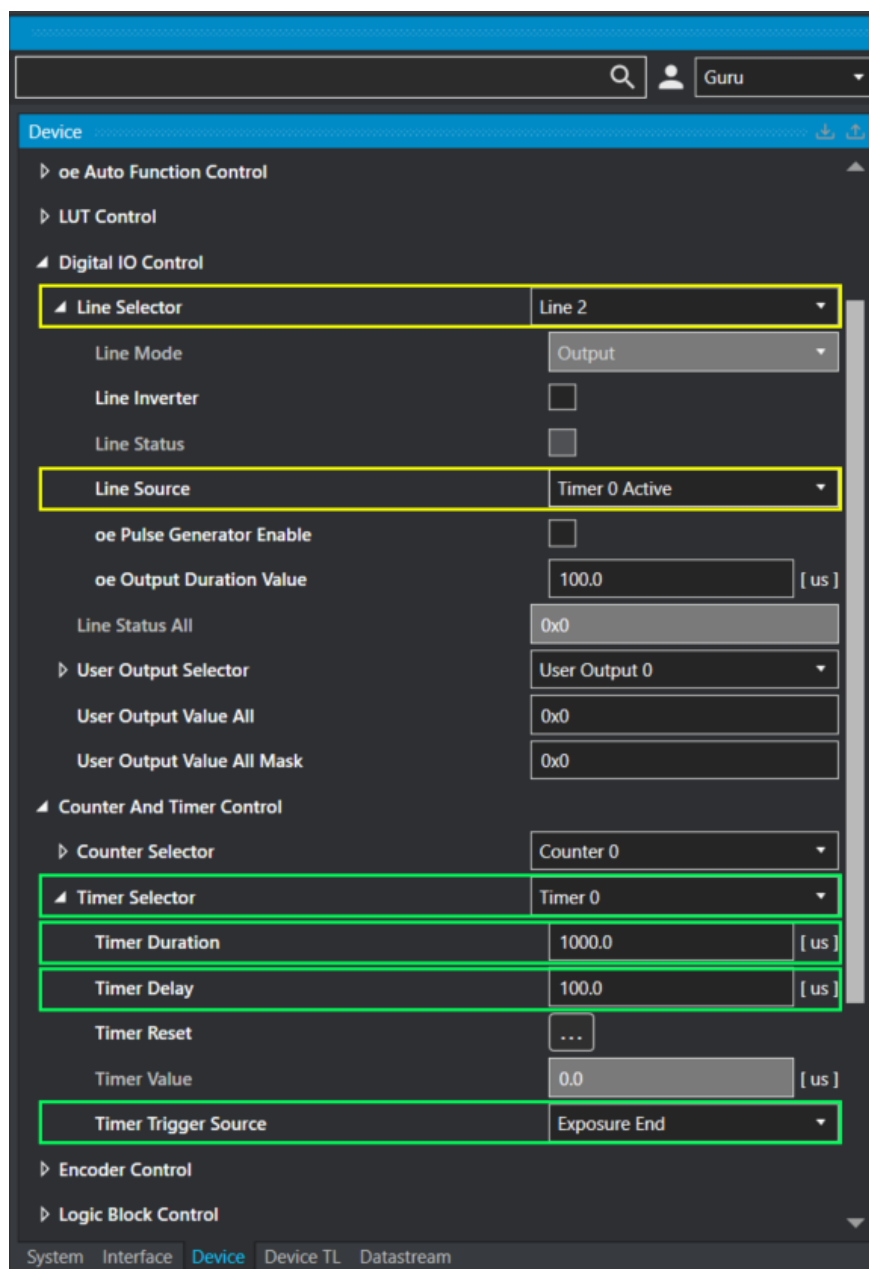 Guru
Device
oe Auto Function Control
LUT Control
Digital IO Control
Line Selector Line 2
Line Mode Output
Line Inverter
Line Status
Line Source Timer 0 Active
oe Pulse Generator Enable
oe Output Duration Value 100.0 [ us ]
Line Status All 0x0
User Output Selector User Output 0
User Output Value All 0x0
User Output Value All Mask 0x0
Counter And Timer Control
Counter Selector Counter 0
Timer Selector Timer 0
Timer Duration 1000.0 [ us ]
Timer Delay 100.0 [ us ]
Timer Reset ...
Timer Value 0.0 [ us ]
Timer Trigger Source Exposure End
Encoder Control
Logic Block Control
System Interface Device Device TL Datastream